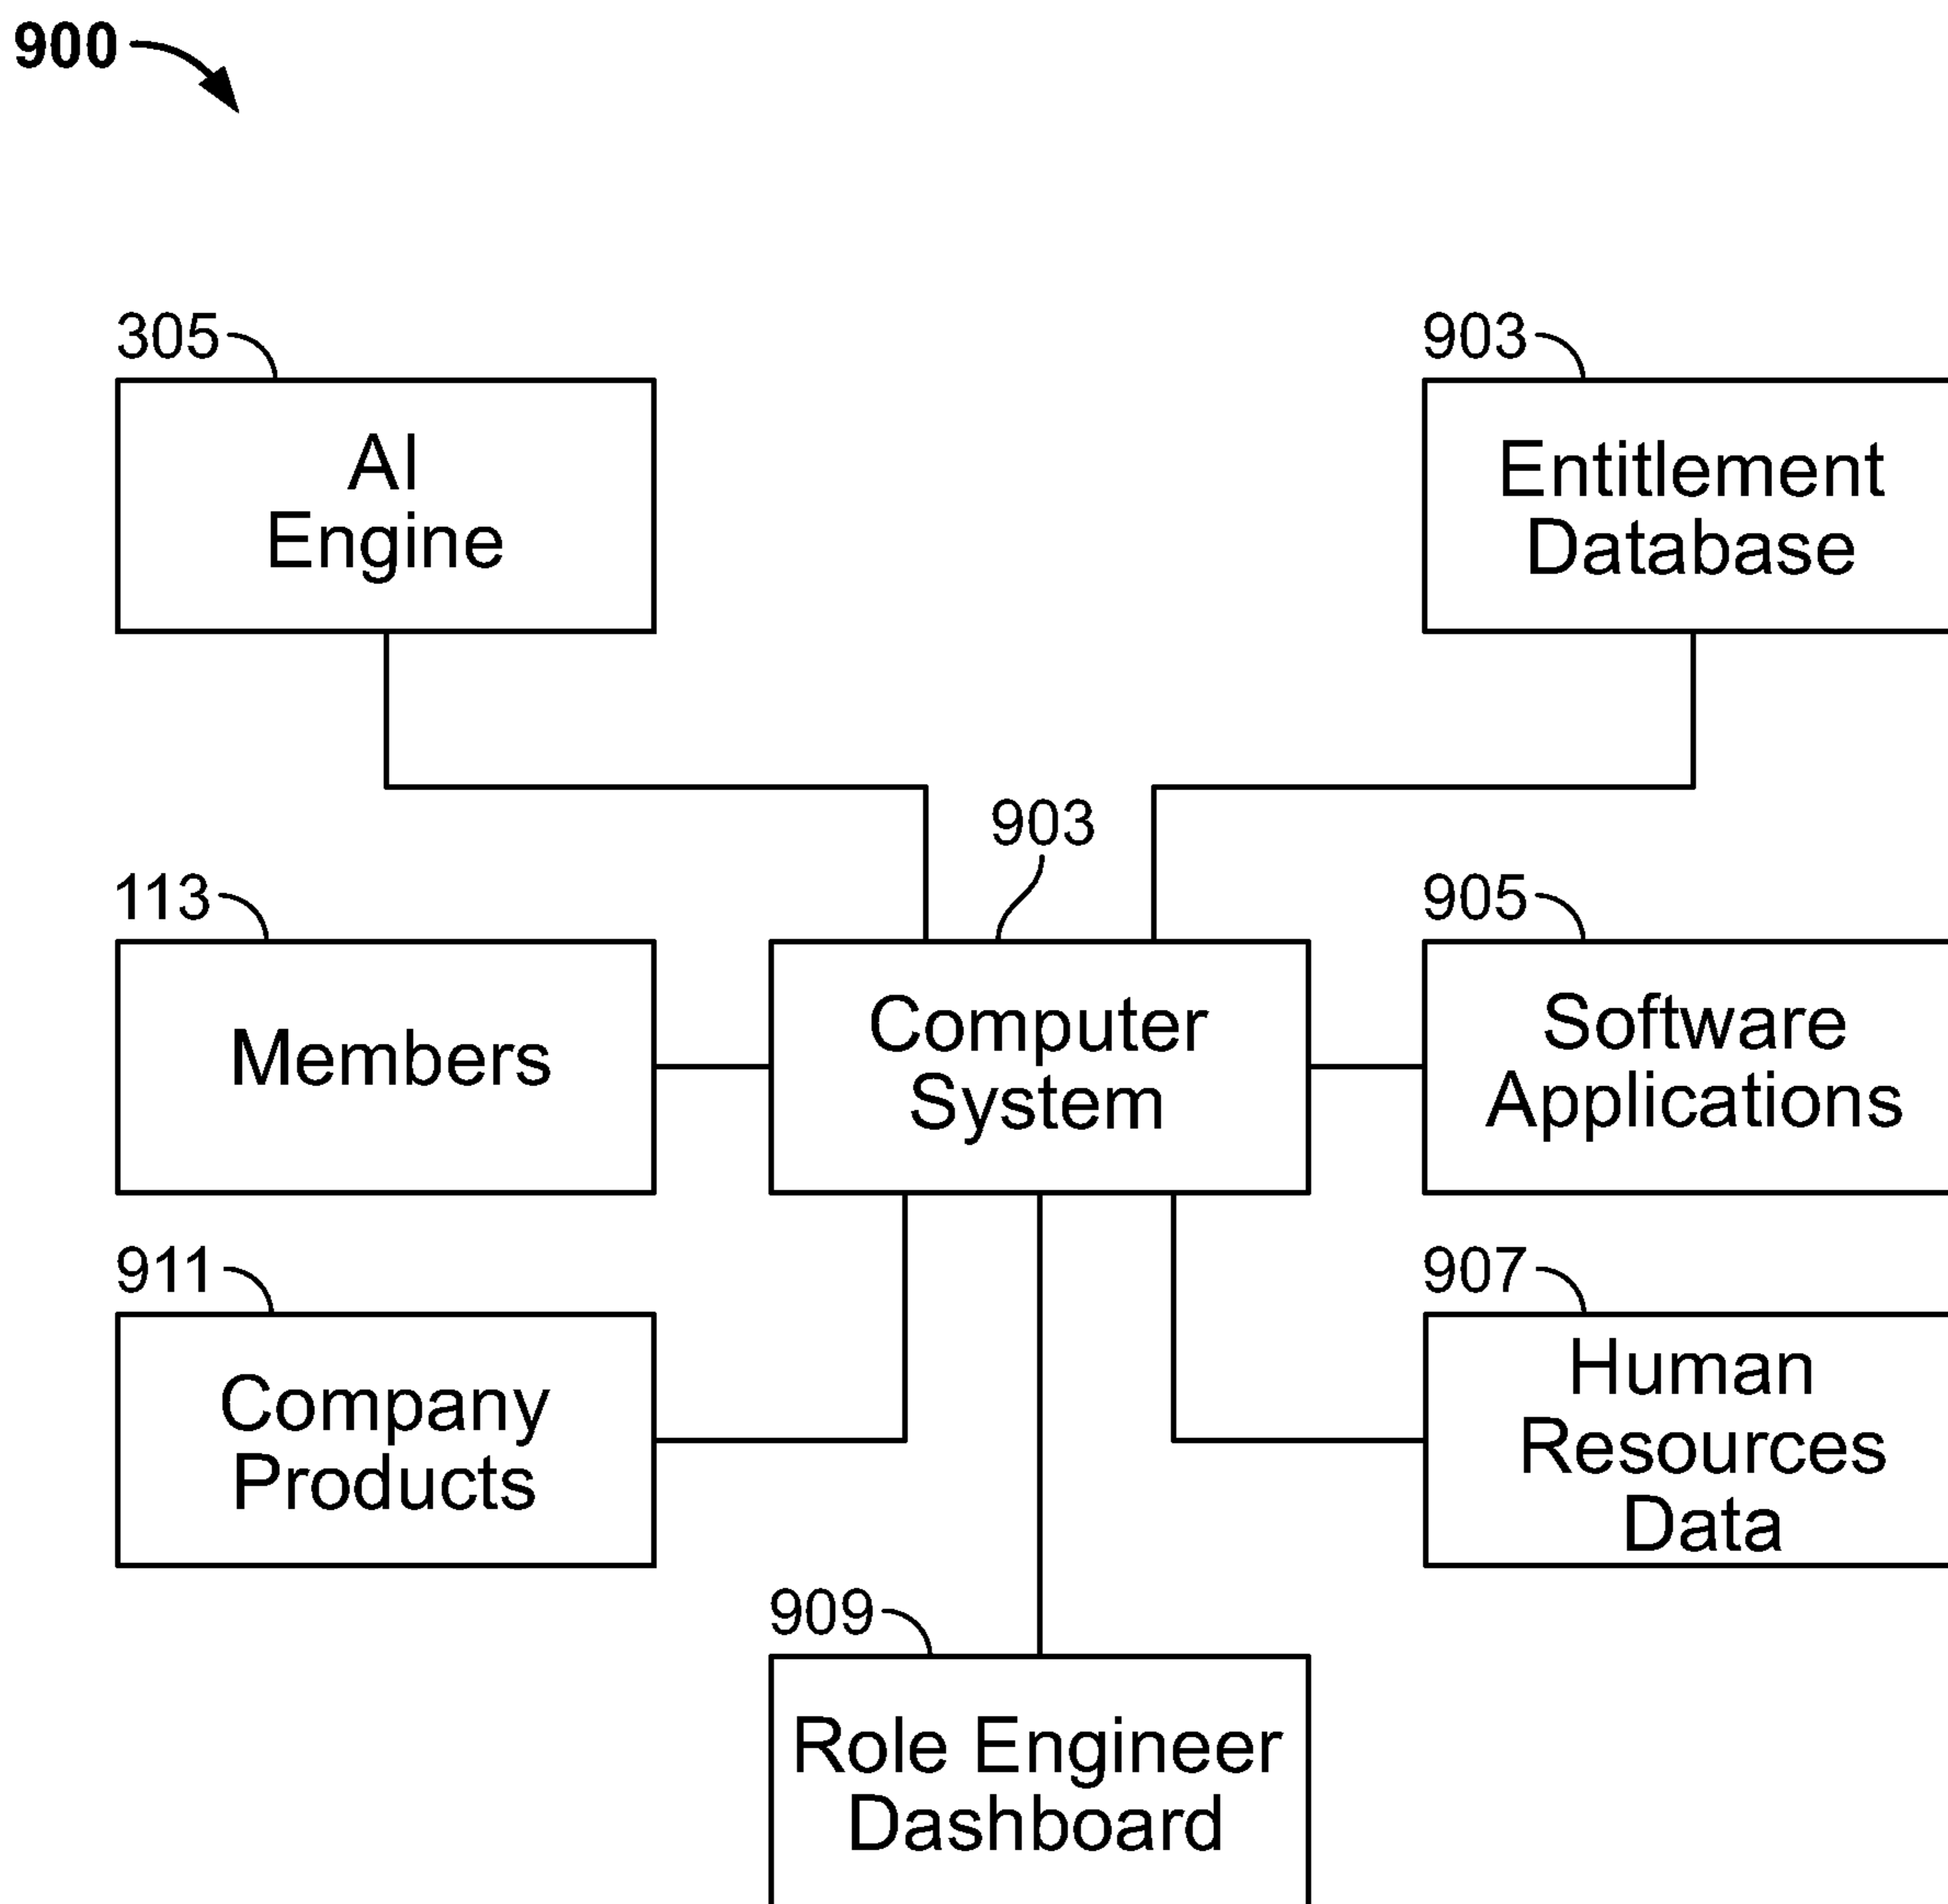 900
305
AI
Engine
903
Entitlement
Database
903
113
Members
Computer
System
905
Software
Applications
911
Company
Products
907
Human
Resources
Data
909
Role Engineer
Dashboard